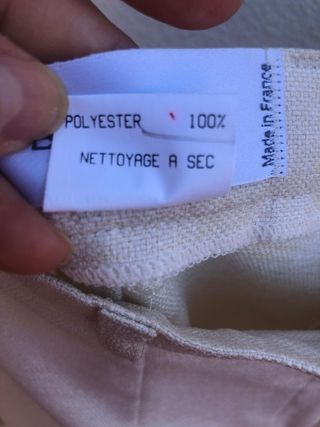 POLYESTER 100%
NETTOYAGE A SEC
Made in France